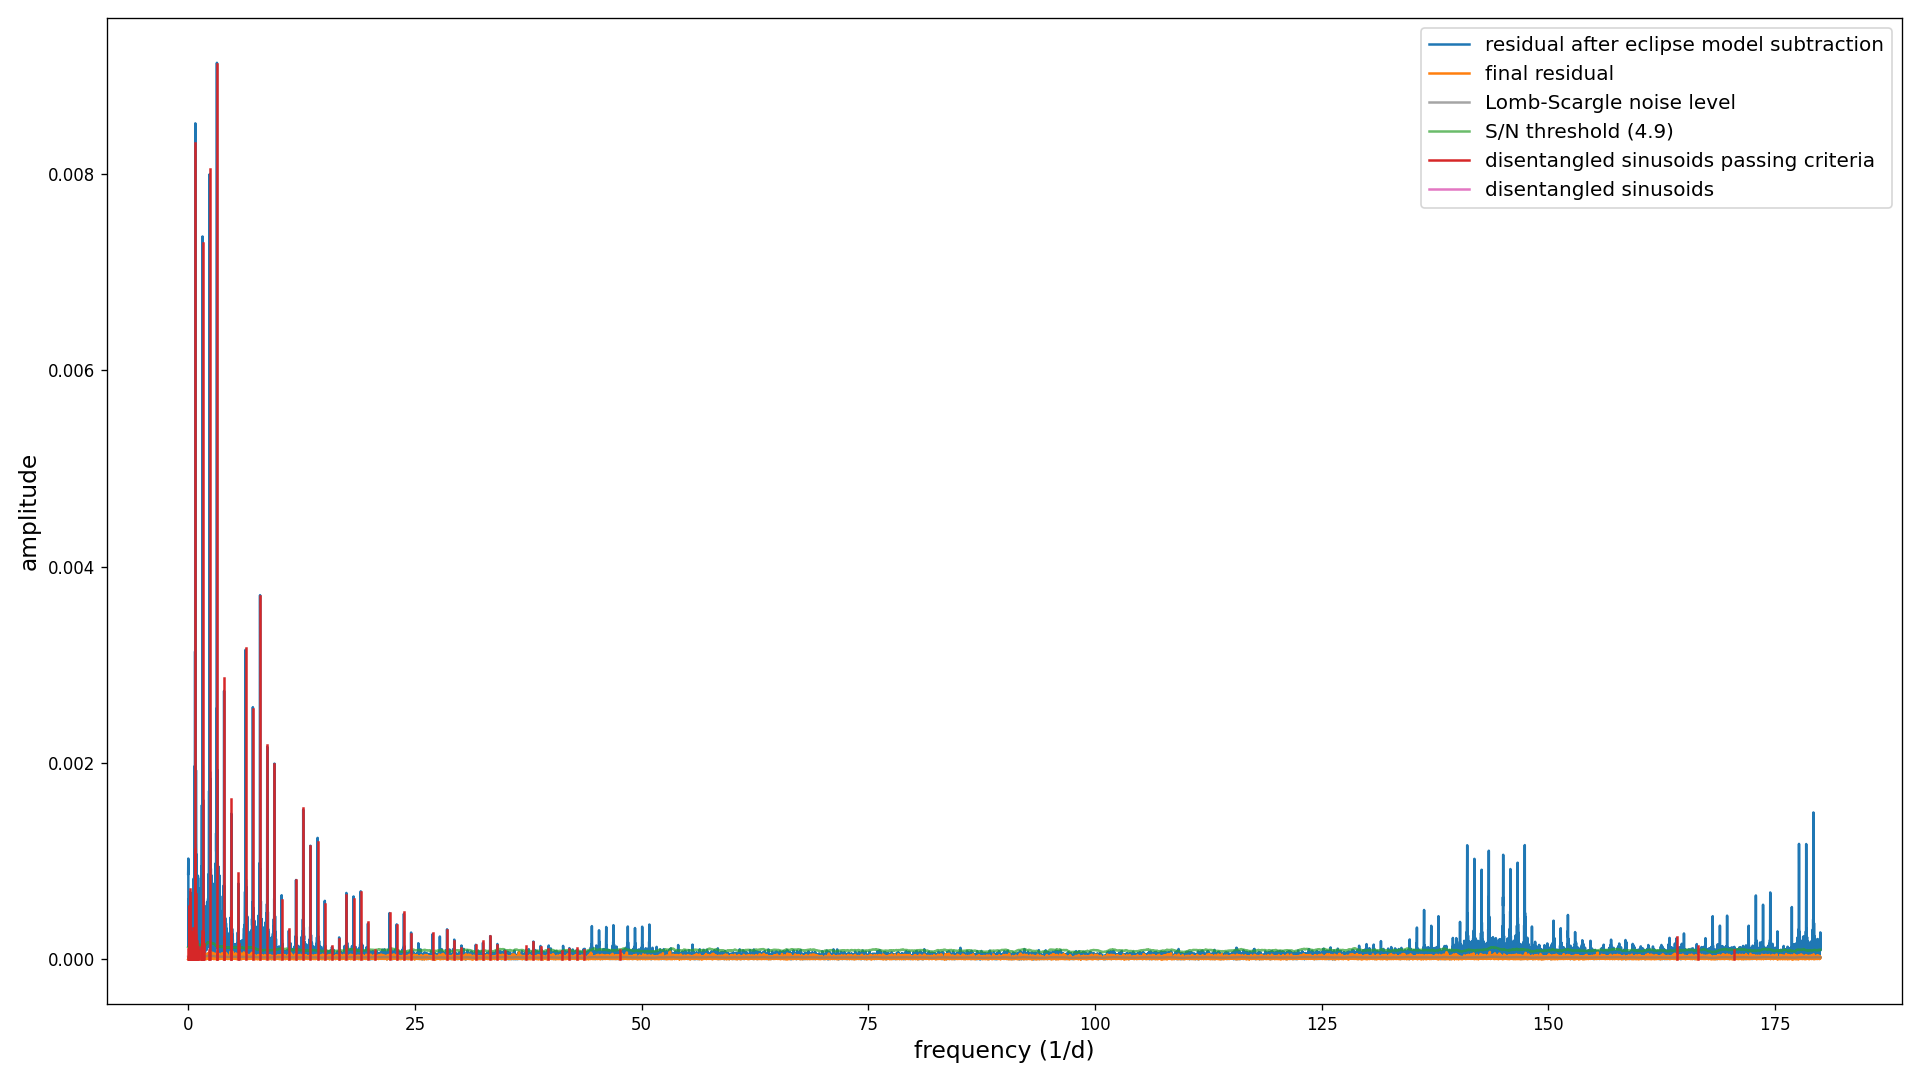 residual after eclipse model subtraction
final residual
Lomb-Scargle noise level
S/N threshold (4.9)
disentangled sinusoids passing criteria
disentangled sinusoids
0.008
0.006
0.004
0.002
0.000
amplitude
0 25 50 75 100 125 150 175
frequency (1/d)